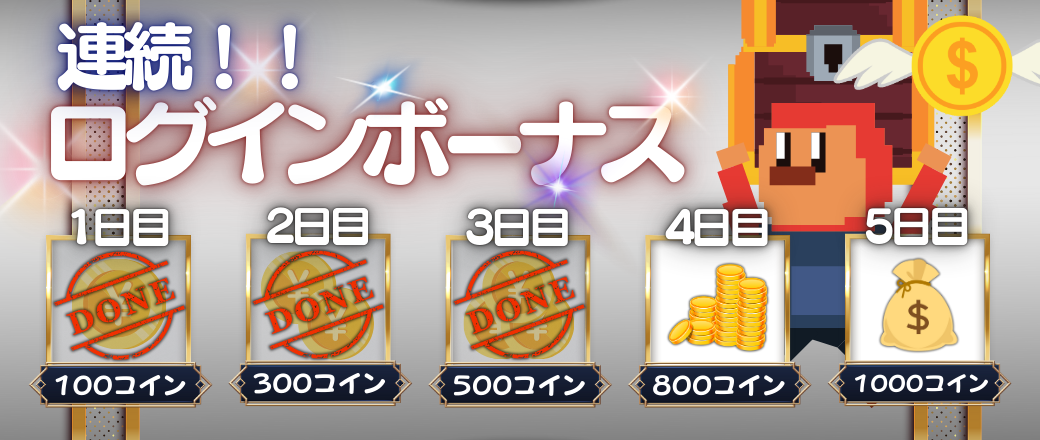 連続！！
ログインボーナス
1日目
2日目
3日目
4日目
5日目
DONE
DONE
DONE
$
$
100コイン
300コイン
500コイン
800コイン
1000コイン